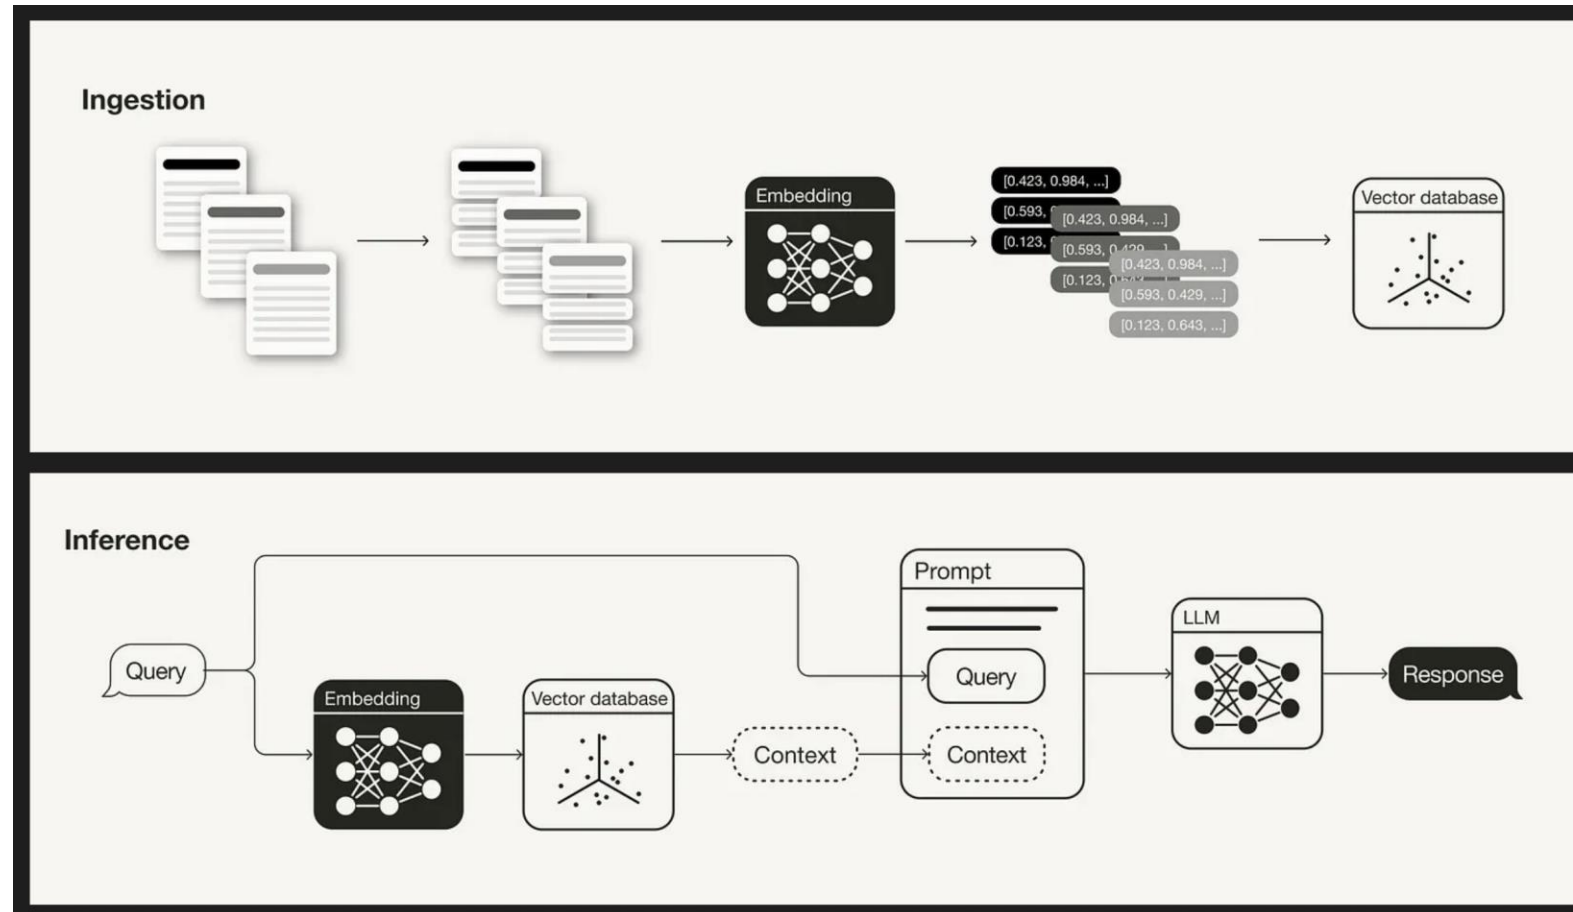 Ingestion
Embedding
[0.423, 0.984, ...]
[0.593,
[0.123,
[0.423, 0.984, ...]
[0.593, 0.429, ...]
[0.123,
[0.423, 0.984, ...]
[0.593, 0.429, ...]
[0.123, 0.643, ...]
Vector database
Inference
Query
Embedding
Vector database
Context
Prompt
Query
Context
LLM
Response